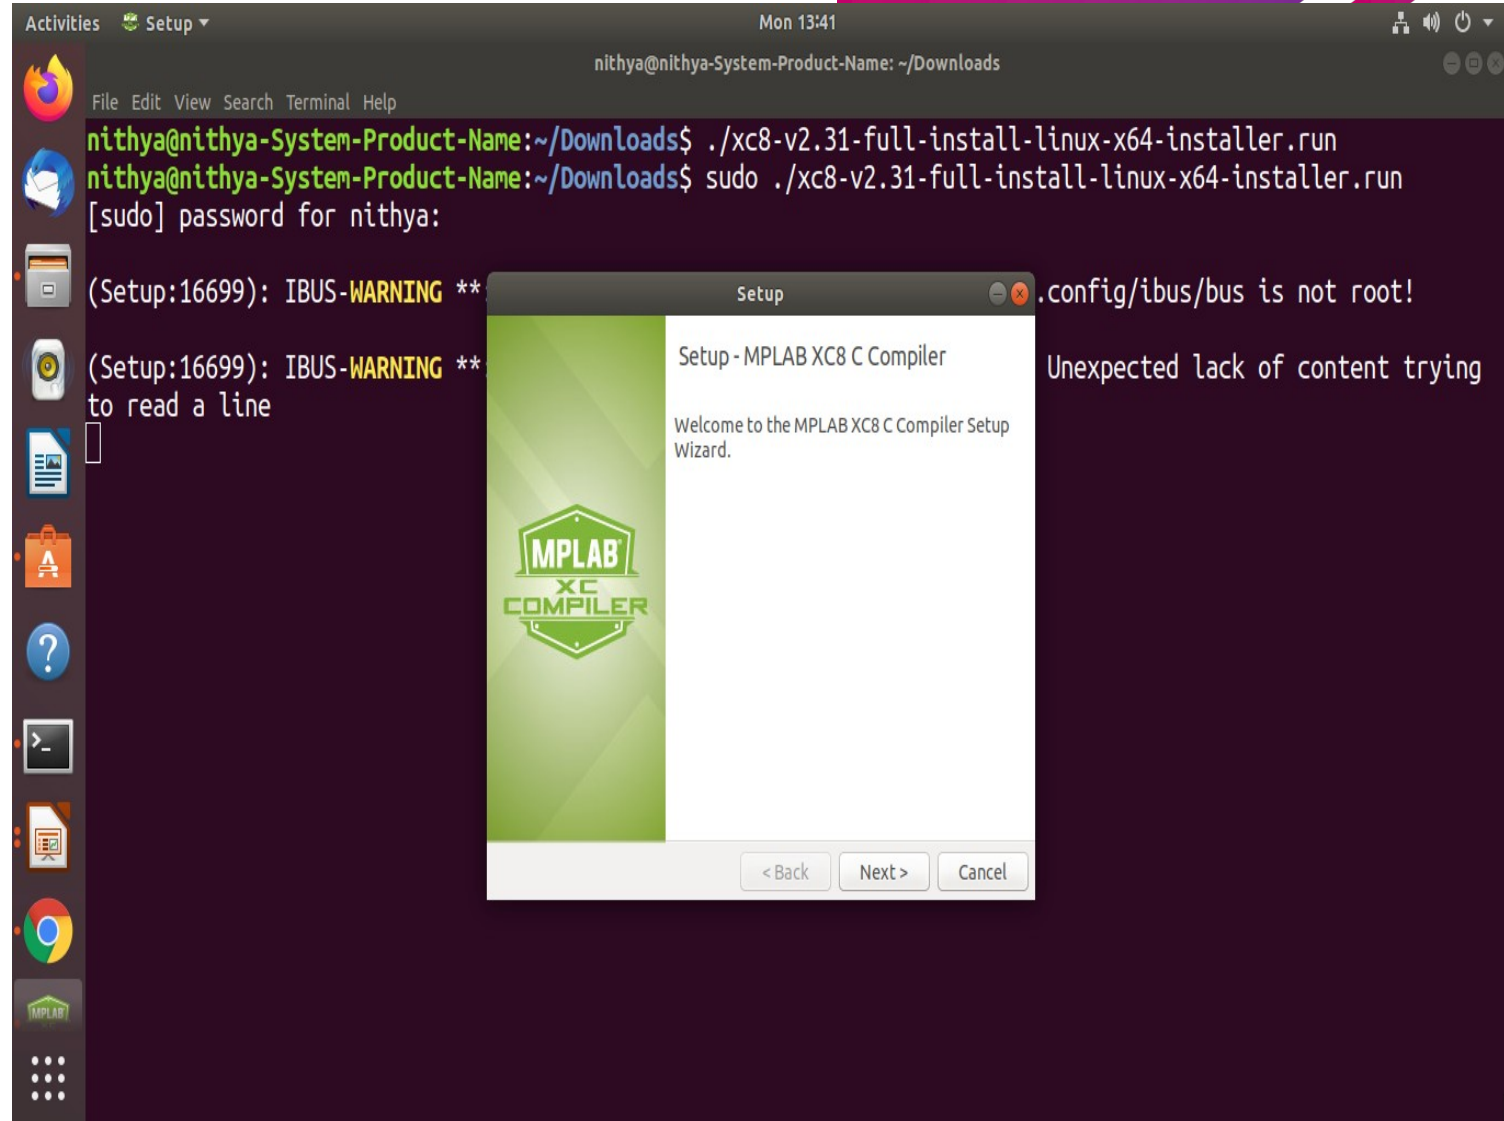 Activities Setup Mon 13:41
nithya@nithya-System-Product-Name: ~/Downloads
File Edit View Search Terminal Help
nithya@nithya-System-Product-Name:~/Downloads$ ./xc8-v2.31-full-install-linux-x64-installer.run
nithya@nithya-System-Product-Name:~/Downloads$ sudo ./xc8-v2.31-full-install-linux-x64-installer.run
[sudo] password for nithya:
(Setup:16699): IBUS-WARNING **: .config/ibus/bus is not root!
(Setup:16699): IBUS-WARNING **: Unexpected lack of content trying
to read a line
Setup
Setup - MPLAB XC8 C Compiler
Welcome to the MPLAB XC8 C Compiler Setup
Wizard.
MPLAB®
XC
COMPILER
< Back Next > Cancel
MPLAB